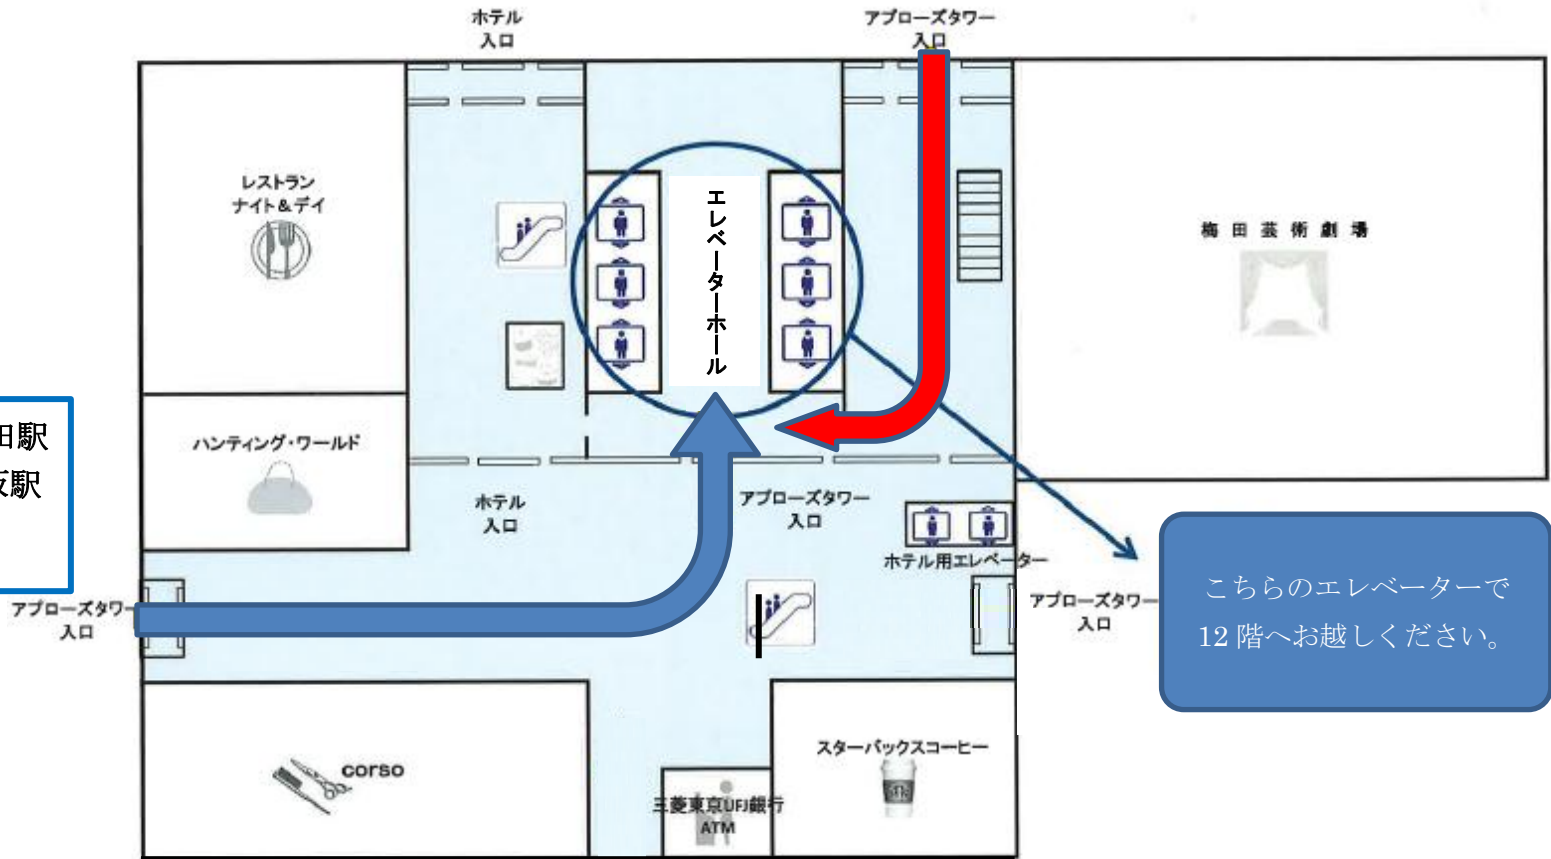 ホテル
入口
アプローズタワー
入口
レストラン
ナイト&デイ
エレベーターホール
梅田芸術劇場
田駅
阪駅
ハンティング・ワールド
ホテル
入口
アプローズタワー
入口
ホテル用エレベーター
アプローズタワー
入口
アプローズタワー
入口
こちらのエレベーターで
12 階へお越しください。
corso
三菱東京UFJ銀行
ATM
スターバックスコーヒー